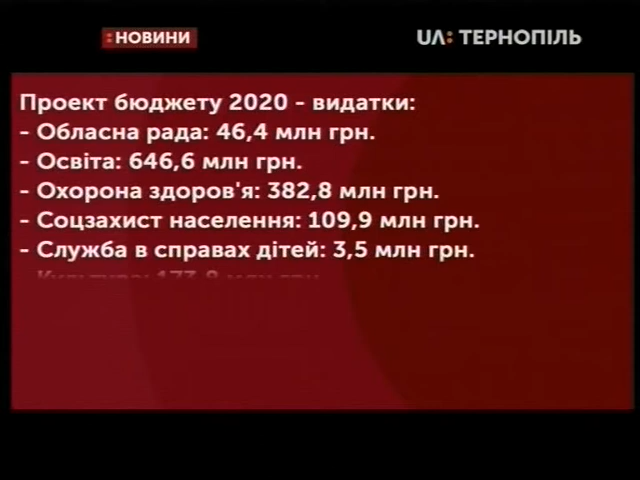 :НОВИНИ
UA: ТЕРНОПІЛЬ
Проект бюджету 2020 - видатки:
- Обласна рада: 46,4 млн грн.
- Освіта: 646,6 млн грн.
- Охорона здоров'я: 382,8 млн грн.
- Соцзахист населення: 109,9 млн грн.
- Служба в справах дітей: 3,5 млн грн.